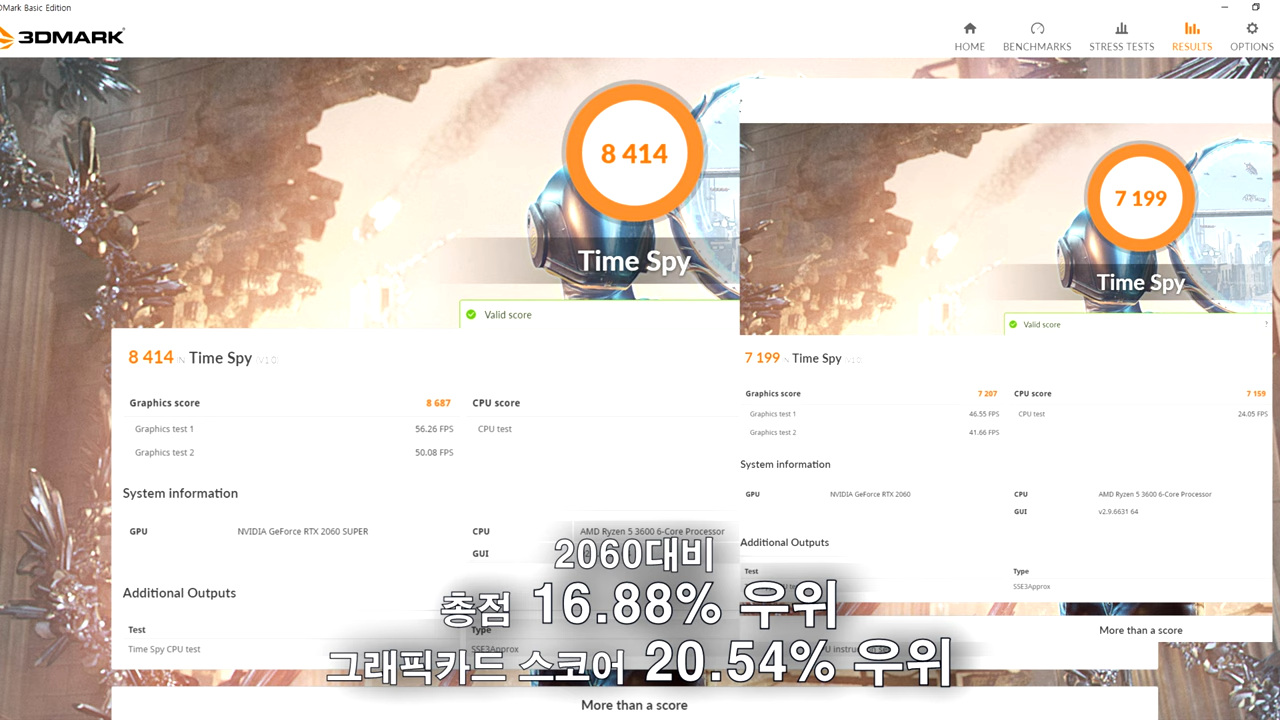 3DMark Basic Edition
3DMARK
HOME BENCHMARKS STRESS TESTS RESULTS OPTIONS
8 414
Time Spy
Valid score
8 414 IN Time Spy (V1.0)
Graphics score 8 687 CPU score
Graphics test 1 56.26 FPS CPU test
Graphics test 2 50.08 FPS
System information
GPU NVIDIA GeForce RTX 2060 SUPER CPU AMD Ryzen 5 3600 6-Core Processor
GUI
Additional Outputs
Test Type
Time Spy CPU test SSE3Approx
More than a score
7 199
Time Spy
Valid score ?
7 199 IN Time Spy (V1.0)
Graphics score 7 207 CPU score 7 159
Graphics test 1 46.55 FPS CPU test 24.05 FPS
Graphics test 2 41.66 FPS
System information
GPU NVIDIA GeForce RTX 2060 CPU AMD Ryzen 5 3600 6-Core Processor
GUI v2.9.6631 64
Additional Outputs
Test Type
SSE3Approx
More than a score
2060대비
총점 16.88% 우위
그래픽카드 스코어 20.54% 우위